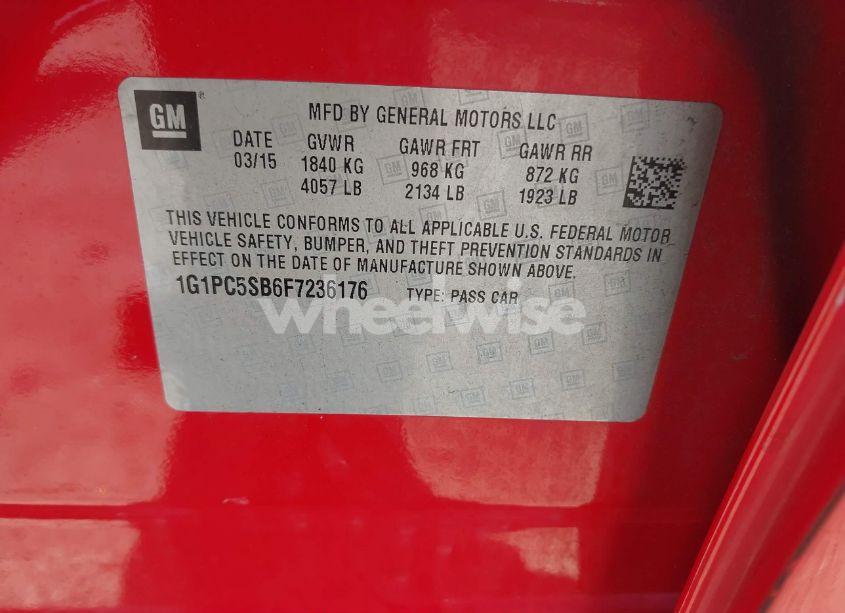 GM ® MFD BY GENERAL MOTORS LLC
DATE GVWR GAWR FRT GAWR RR
03/15 1840 KG 968 KG 872 KG
4057 LB 2134 LB 1923 LB
THIS VEHICLE CONFORMS TO ALL APPLICABLE U.S. FEDERAL MOTOR
VEHICLE SAFETY, BUMPER, AND THEFT PREVENTION STANDARDS IN
EFFECT ON THE DATE OF MANUFACTURE SHOWN ABOVE.
1G1PC5SB6F7236176 TYPE: PASS CAR
wheelwise